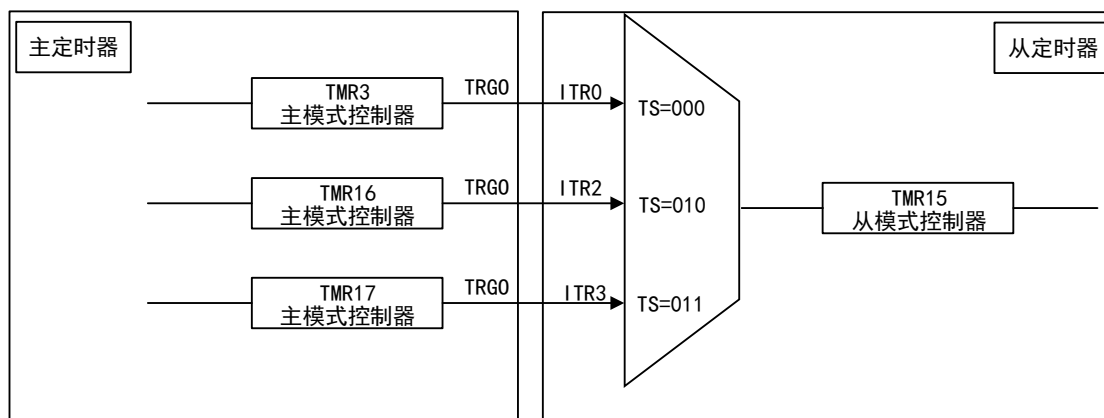 主定时器
从定时器
TMR3
主模式控制器
TRGO
ITR0
TS=000
TMR16
主模式控制器
TRGO
ITR2
TS=010
TMR15
从模式控制器
TMR17
主模式控制器
TRGO
ITR3
TS=011